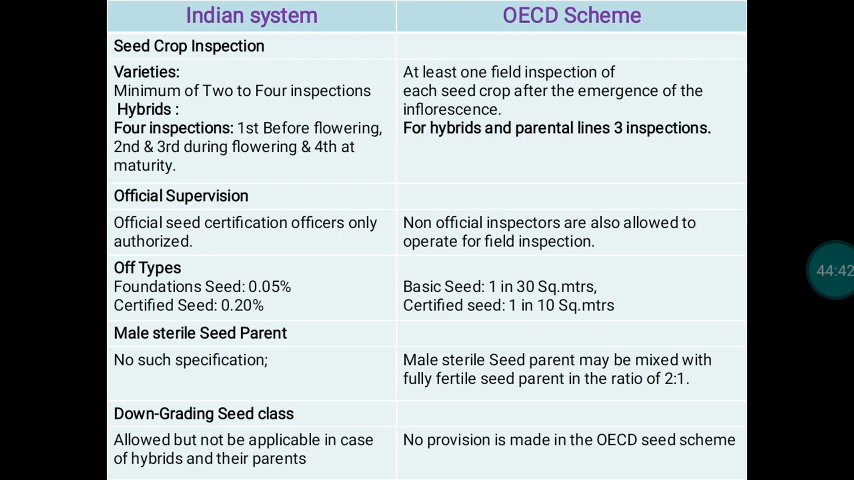 Indian system
OECD Scheme
Seed Crop Inspection
Varieties:
Minimum of Two to Four inspections
Hybrids :
Four inspections: 1st Before flowering,
2nd & 3rd during flowering & 4th at
maturity.
At least one field inspection of
each seed crop after the emergence of the
inflorescence.
For hybrids and parental lines 3 inspections.
Official Supervision
Official seed certification officers only
authorized.
Non official inspectors are also allowed to
operate for field inspection.
Off Types
Foundations Seed: 0.05%
Certified Seed: 0.20%
Basic Seed: 1 in 30 Sq.mtrs,
Certified seed: 1 in 10 Sq.mtrs
Male sterile Seed Parent
No such specification;
Male sterile Seed parent may be mixed with
fully fertile seed parent in the ratio of 2:1.
Down-Grading Seed class
Allowed but not be applicable in case
of hybrids and their parents
No provision is made in the OECD seed scheme
44:42